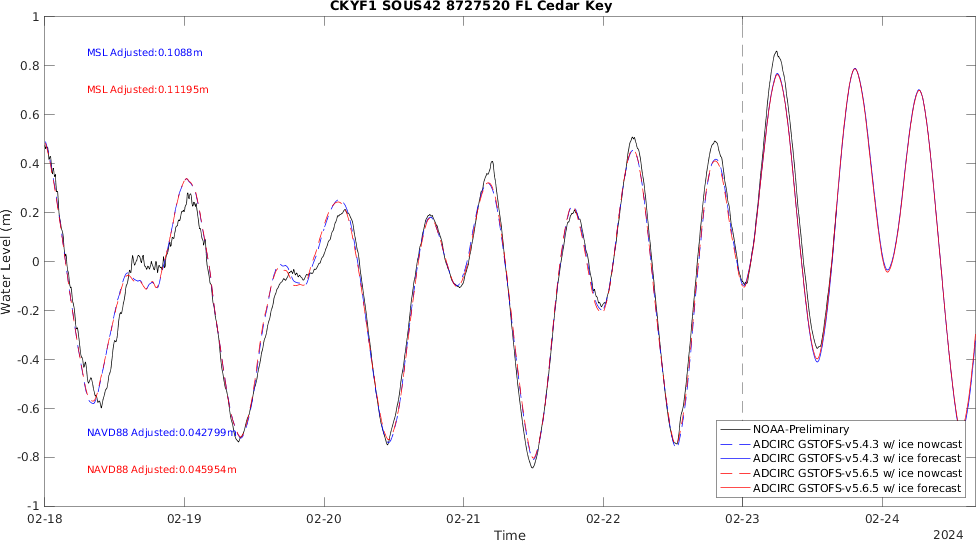 CKYF1 SOUS42 8727520 FL Cedar Key
MSL Adjusted:0.1088m
MSL Adjusted:0.11195m
NAVD88 Adjusted:0.042799m
NAVD88 Adjusted:0.045954m
Water Level (m)
1
0.8
0.6
0.4
0.2
0
-0.2
-0.4
-0.6
-0.8
-1
NOAA-Preliminary
ADCIRC GSTOFS-v5.4.3 w/ ice nowcast
ADCIRC GSTOFS-v5.4.3 w/ ice forecast
ADCIRC GSTOFS-v5.6.5 w/ ice nowcast
ADCIRC GSTOFS-v5.6.5 w/ ice forecast
02-18 02-19 02-20 02-21 02-22 02-23 02-24
Time
2024